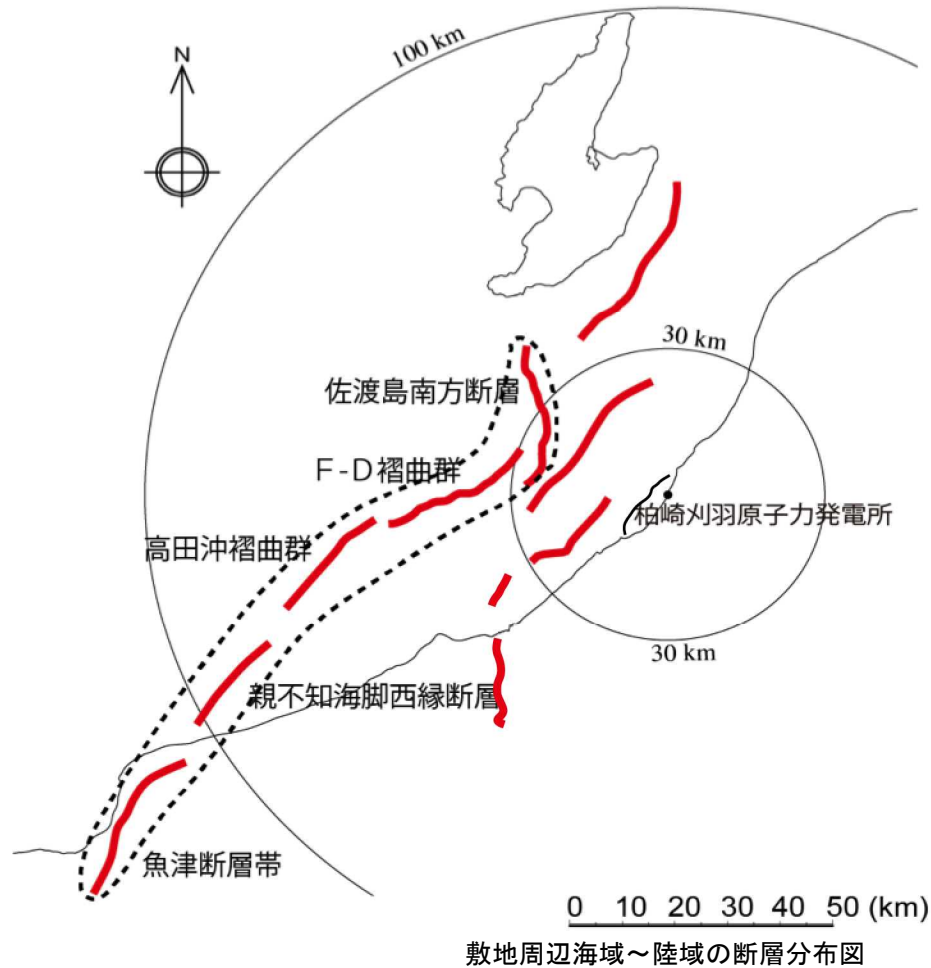 100 km
N
30 km
佐渡島南方断層
F-D褶曲群
柏崎刈羽原子力発電所
高田沖褶曲群
30 km
親不知海脚西縁断層
魚津断層帯
0 10 20 30 40 50 (km)
敷地周辺海域～陸域の断層分布図